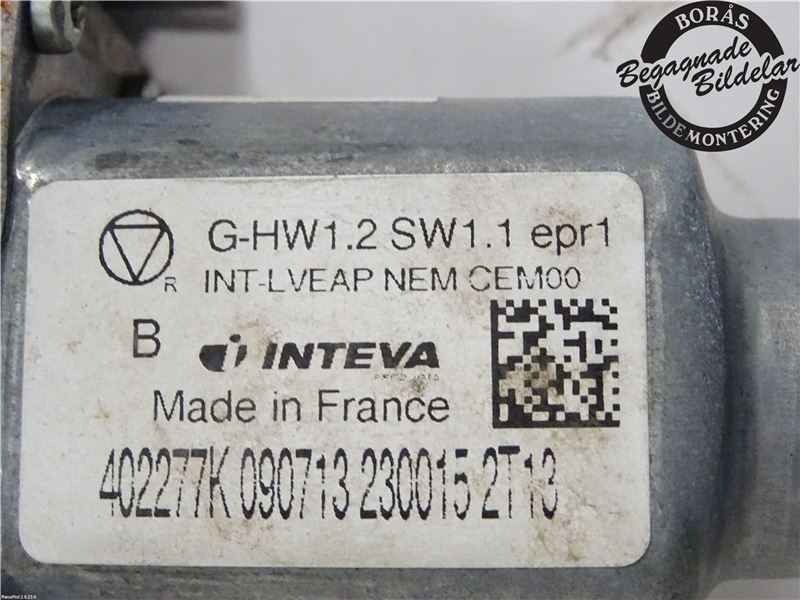 BORÅS
Begagnade
Bildelar
BILDEMONTERING
G-HW1.2 SW1.1 epr1
R INT-LVEAP NEM CEM00
B INTEVA
Made in France
402277K 090713 230015 2T13